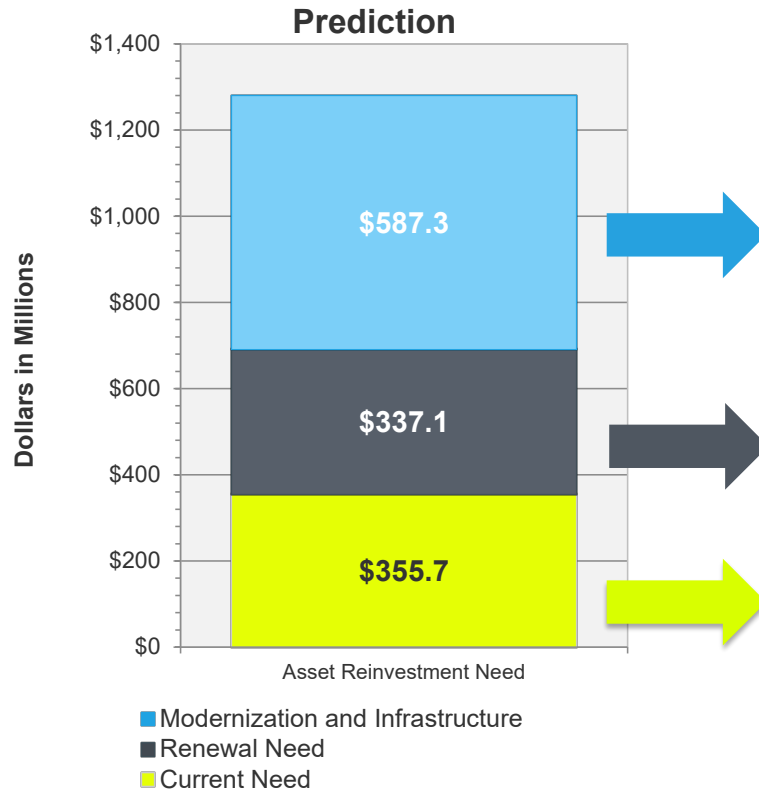 Prediction
$1,400
$1,200
$1,000
$800
$600
$400
$200
$0
Dollars in Millions
$587.3
$337.1
$355.7
Asset Reinvestment Need
Modernization and Infrastructure
Renewal Need
Current Need